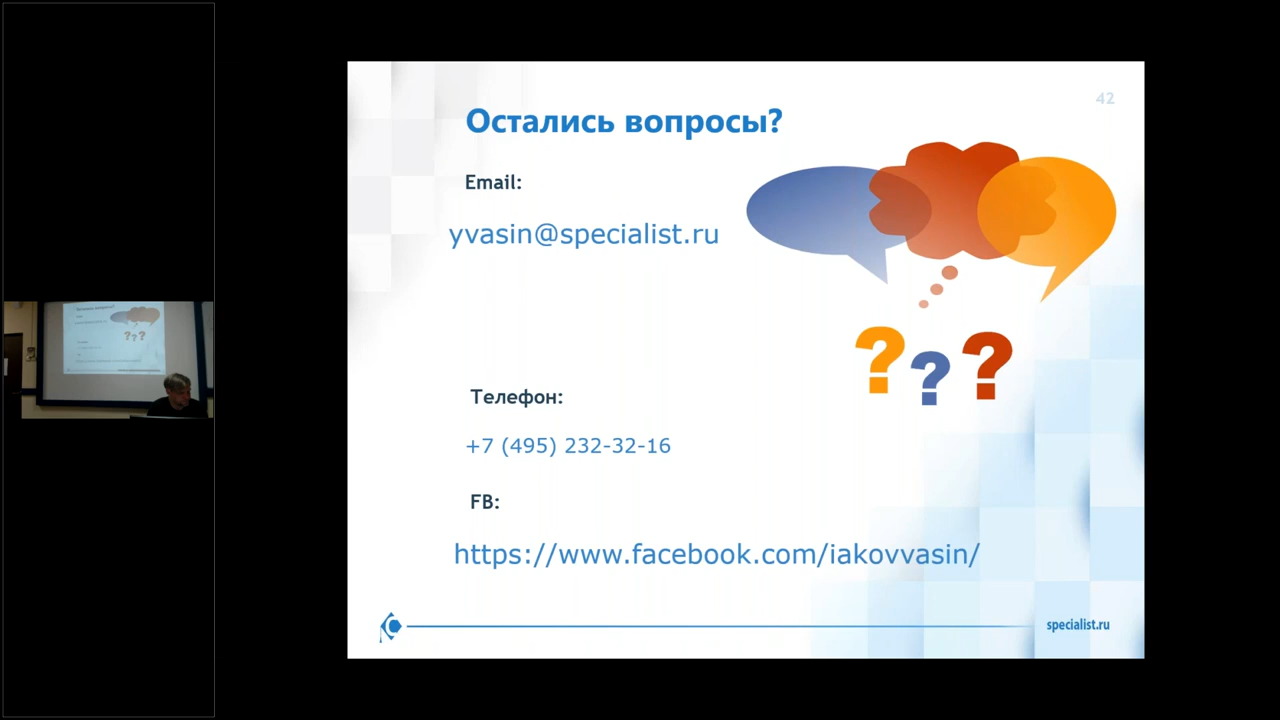 42
Остались вопросы?
Email:
yvasin@specialist.ru
? ? ?
Телефон:
+7 (495) 232-32-16
FB:
https://www.facebook.com/iakovvasin/
specialist.ru